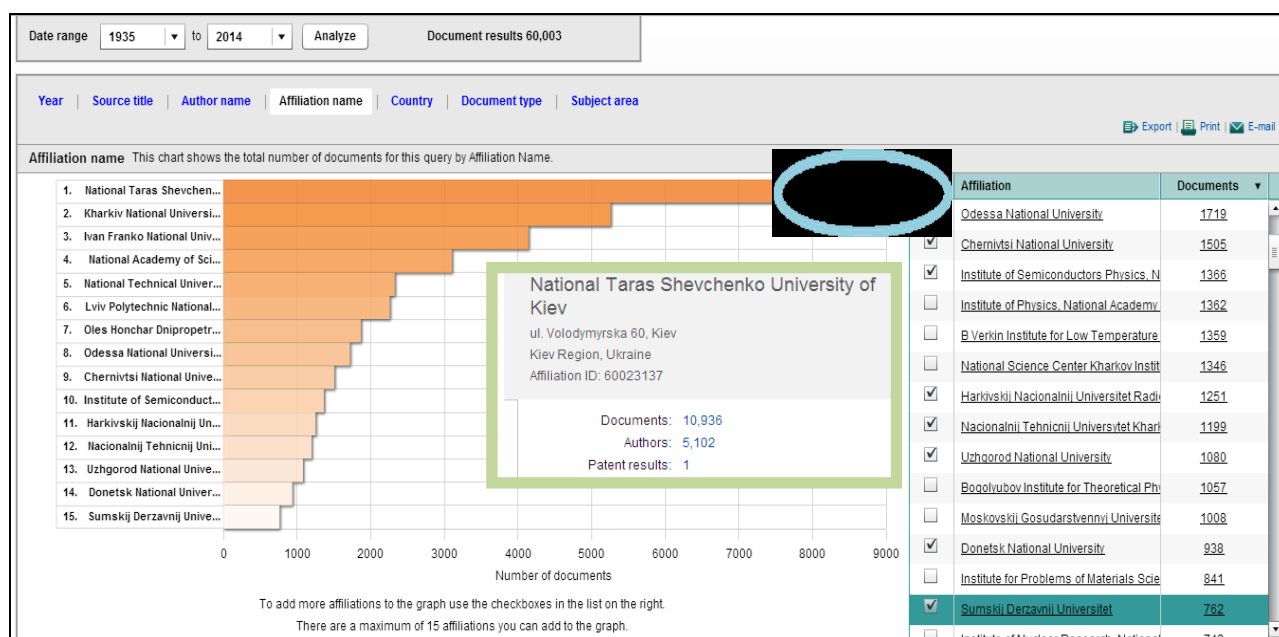 Date range 1935 to 2014 Analyze Document results 60,003
Year | Source title | Author name | Affiliation name | Country | Document type | Subject area
Export | Print | E-mail
Affiliation name This chart shows the total number of documents for this query by Affiliation Name.
1. National Taras Shevchen...
2. Kharkiv National Universi...
3. Ivan Franko National Univ...
4. National Academy of Sci...
5. National Technical Univer...
6. Lviv Polytechnic National...
7. Oles Honchar Dnipropetr...
8. Odessa National Universi...
9. Chernivtsi National Unive...
10. Institute of Semiconduct...
11. Harkivskij Nacionalnij Un...
12. Nacionalnij Tehnicnij Uni...
13. Uzhgorod National Unive...
14. Donetsk National Univer...
15. Sumskij Derzavnij Unive...
0 1000 2000 3000 4000 5000 6000 7000 8000 9000
Number of documents
To add more affiliations to the graph use the checkboxes in the list on the right.
There are a maximum of 15 affiliations you can add to the graph.
National Taras Shevchenko University of
Kiev
ul. Volodymyrska 60, Kiev
Kiev Region, Ukraine
Affiliation ID: 60023137
Documents: 10,936
Authors: 5,102
Patent results: 1
Affiliation Documents
Odessa National University 1719
Chernivtsi National University 1505
Institute of Semiconductors Physics, N 1366
Institute of Physics, National Academy 1362
B Verkin Institute for Low Temperature 1359
National Science Center Kharkov Instit 1346
Harkivskij Nacionalnij Universitet Radi 1251
Nacionalnij Tehnicnij Universytet Khar 1199
Uzhgorod National University 1080
Bogolyubov Institute for Theoretical Ph 1057
Moskovskij Gosudarstvennyj Universite 1008
Donetsk National University 938
Institute for Problems of Materials Scie 841
Sumskij Derzavnij Universitet 762